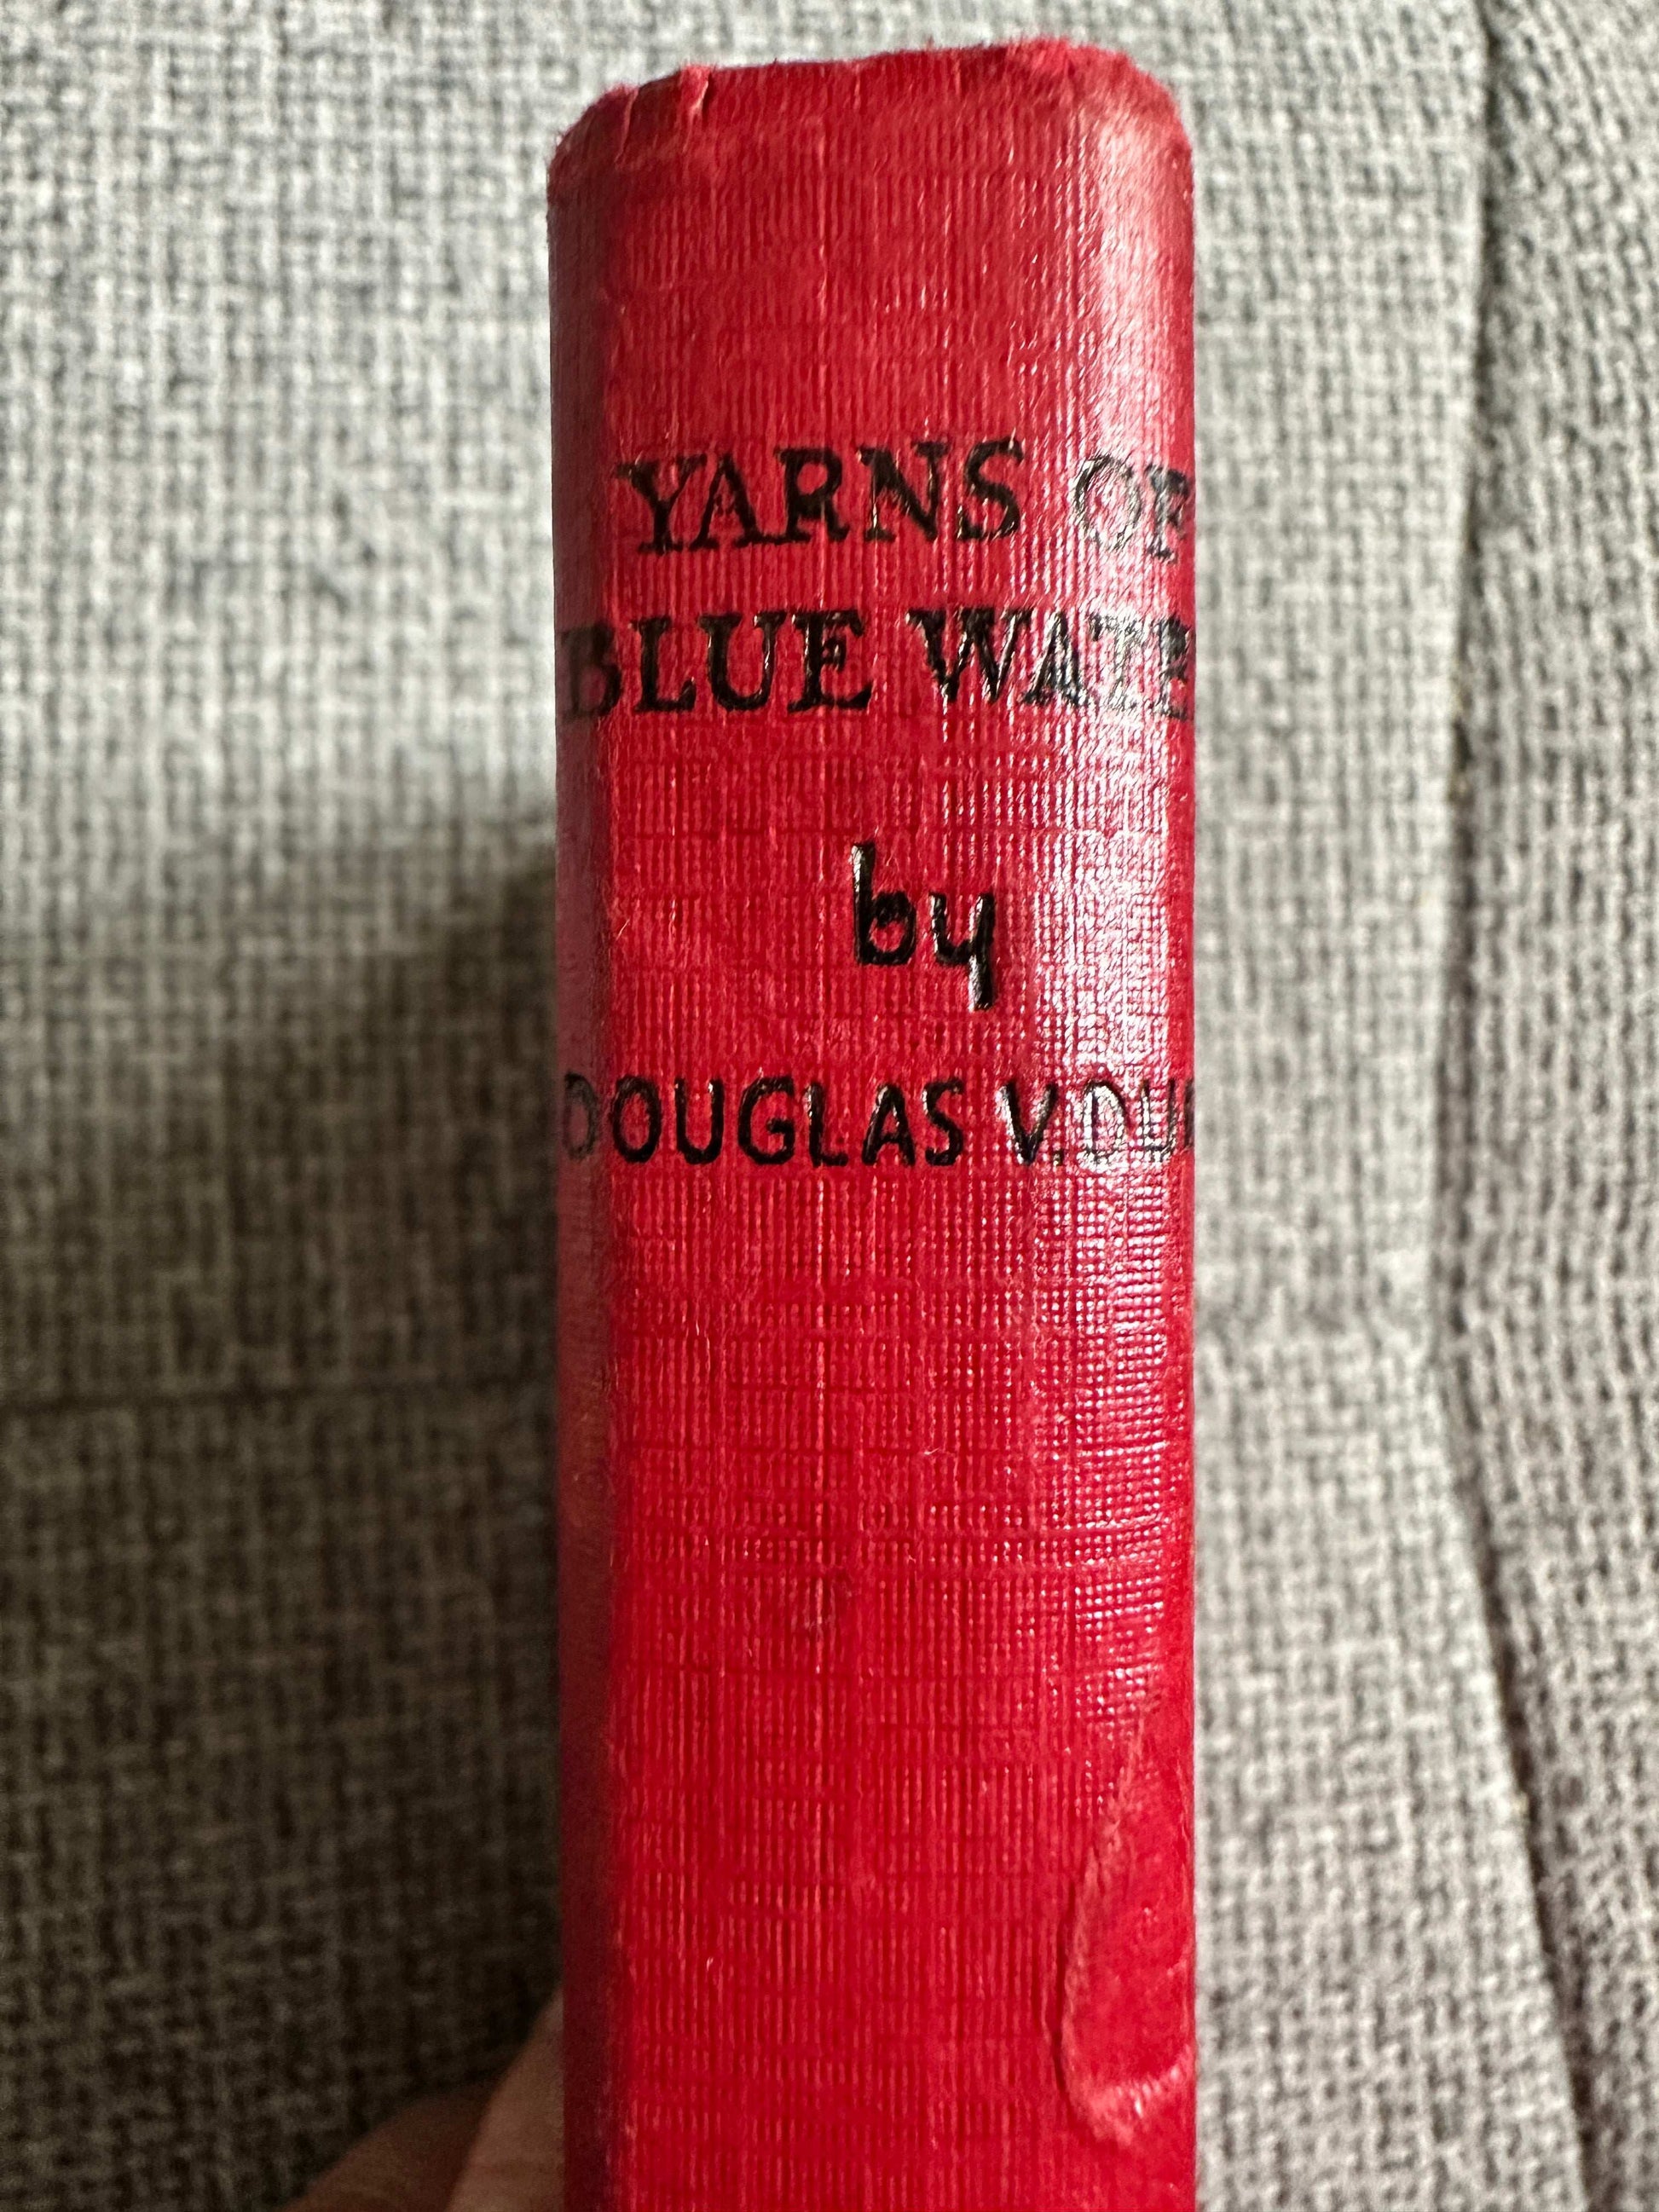 YARNS OF
BLUE WATE
by
DOUGLAS V. DU